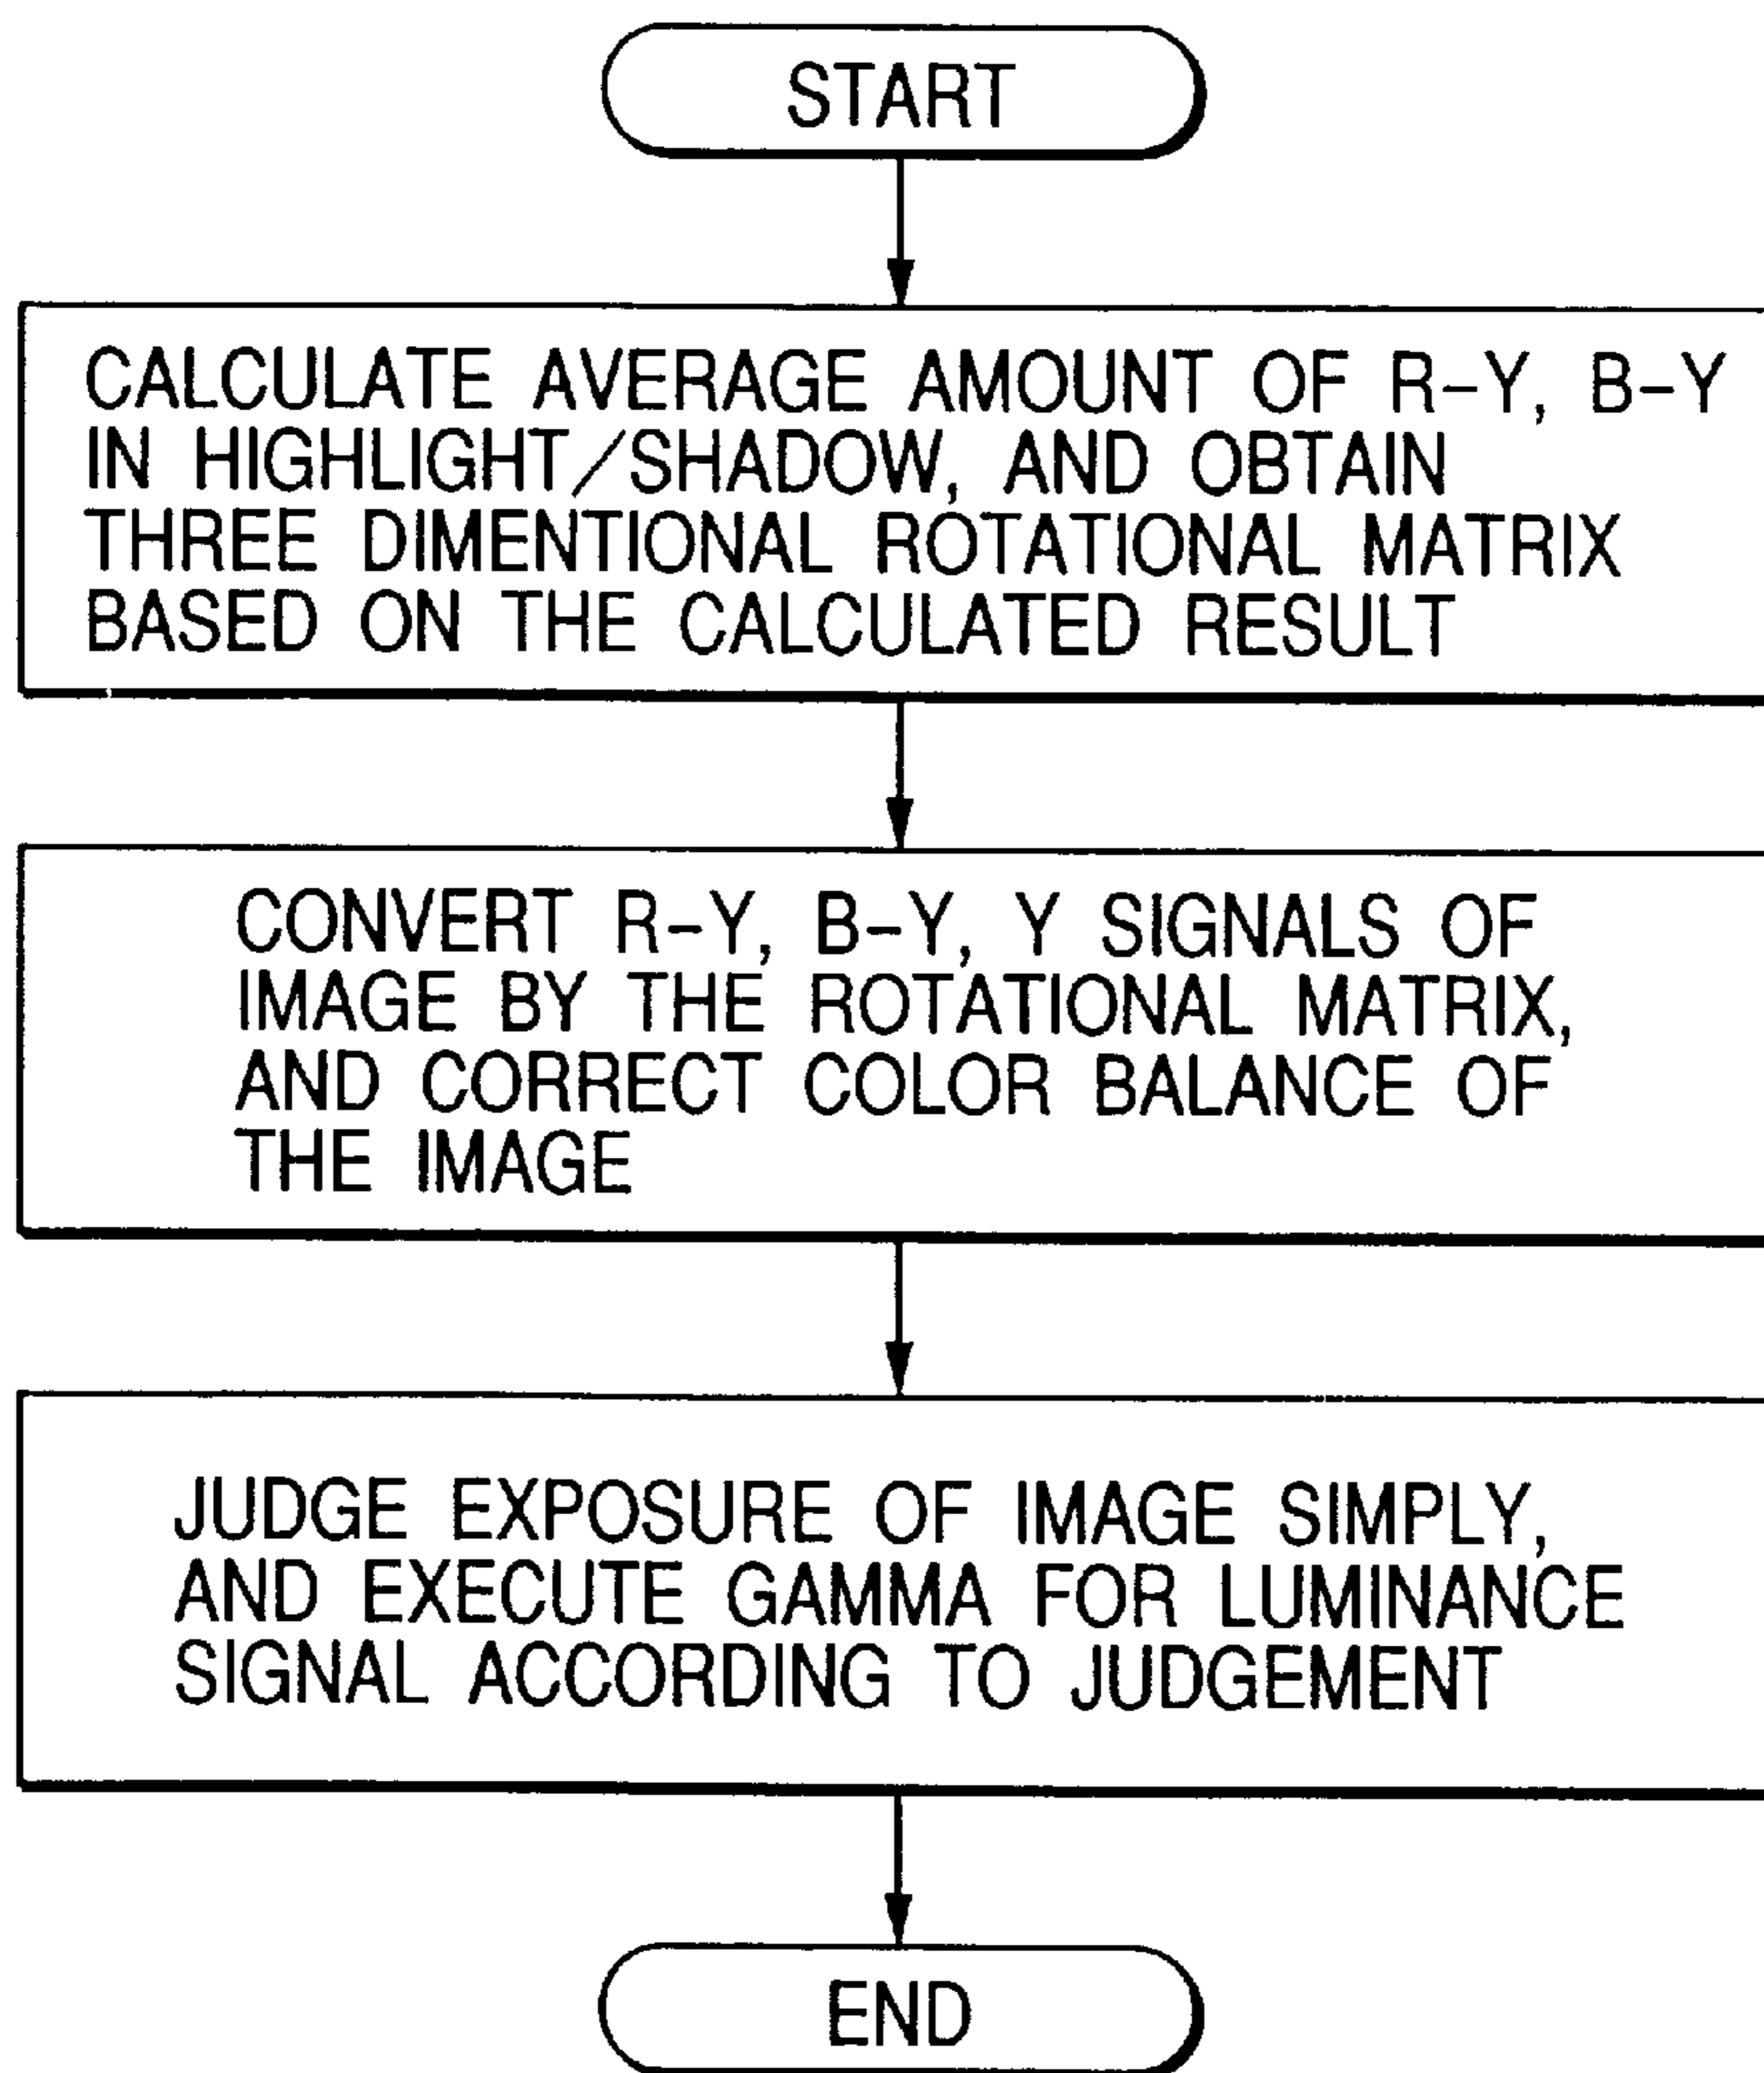 START
CALCULATE AVERAGE AMOUNT OF R-Y, B-Y
IN HIGHLIGHT/SHADOW, AND OBTAIN
THREE DIMENTIONAL ROTATIONAL MATRIX
BASED ON THE CALCULATED RESULT
CONVERT R-Y, B-Y, Y SIGNALS OF
IMAGE BY THE ROTATIONAL MATRIX,
AND CORRECT COLOR BALANCE OF
THE IMAGE
JUDGE EXPOSURE OF IMAGE SIMPLY,
AND EXECUTE GAMMA FOR LUMINANCE
SIGNAL ACCORDING TO JUDGEMENT
END